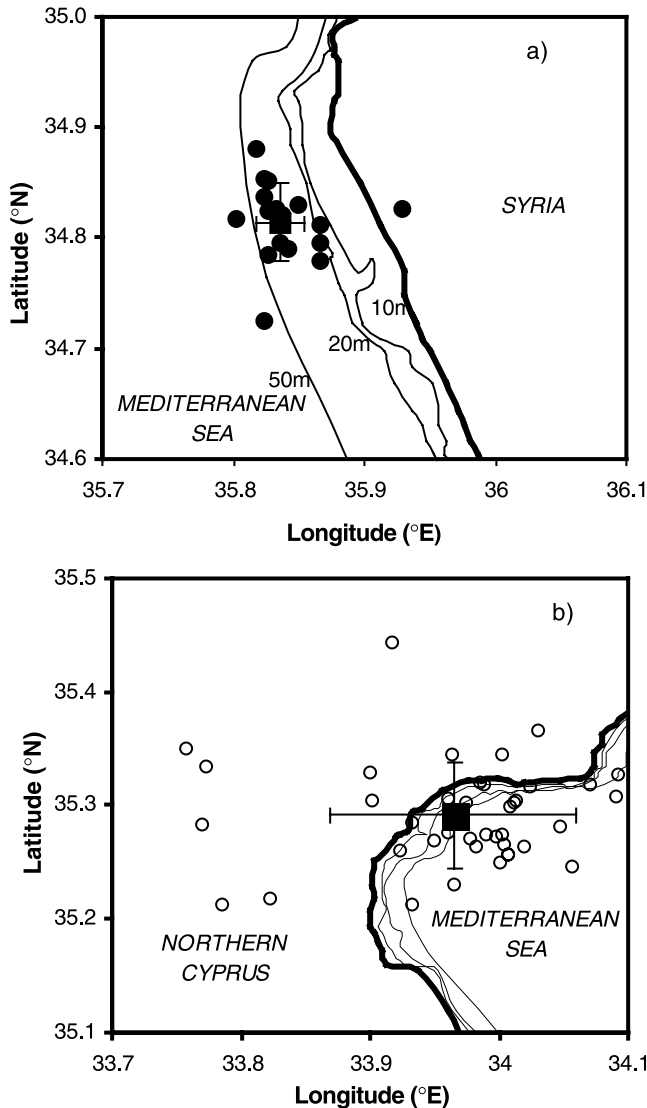 a)
35.0
34.9
34.8
34.7
34.6
Latitude (°N)
SYRIA
10m
20m
50m
MEDITERRANEAN
SEA
35.7
35.8
35.9
36
36.1
Longitude (°E)
b)
35.5
35.4
35.3
35.2
35.1
Latitude (°N)
NORTHERN
CYPRUS
MEDITERRANEAN
SEA
33.7
33.8
33.9
34
34.1
Longitude (°E)